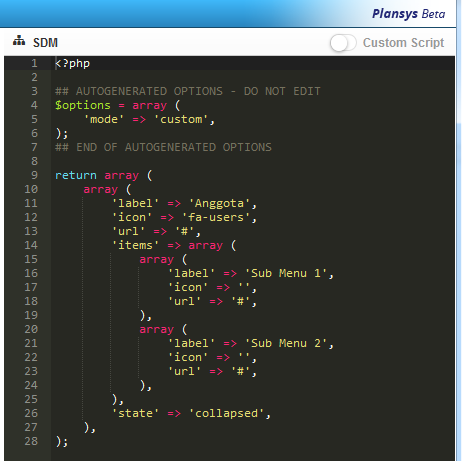 Plansys Beta
SDM Custom Script
1 <?php
2
3 ## AUTOGENERATED OPTIONS - DO NOT EDIT
4 $options = array (
5     'mode' => 'custom',
6 );
7 ## END OF AUTOGENERATED OPTIONS
8
9 return array (
10     array (
11         'label' => 'Anggota',
12         'icon' => 'fa-users',
13         'url' => '#',
14         'items' => array (
15             array (
16                 'label' => 'Sub Menu 1',
17                 'icon' => '',
18                 'url' => '#',
19             ),
20             array (
21                 'label' => 'Sub Menu 2',
22                 'icon' => '',
23                 'url' => '#',
24             ),
25         ),
26         'state' => 'collapsed',
27     ),
28 );